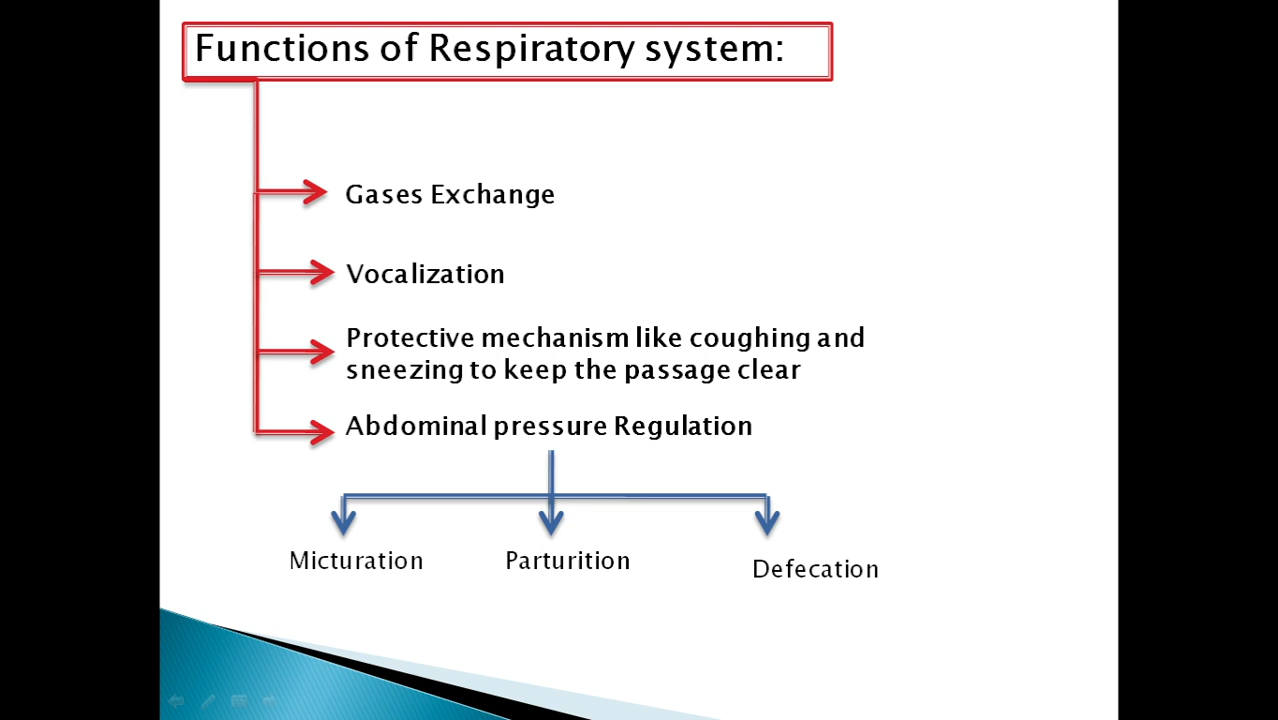 Functions of Respiratory system:
Gases Exchange
Vocalization
Protective mechanism like coughing and
sneezing to keep the passage clear
Abdominal pressure Regulation
Micturation
Parturition
Defecation